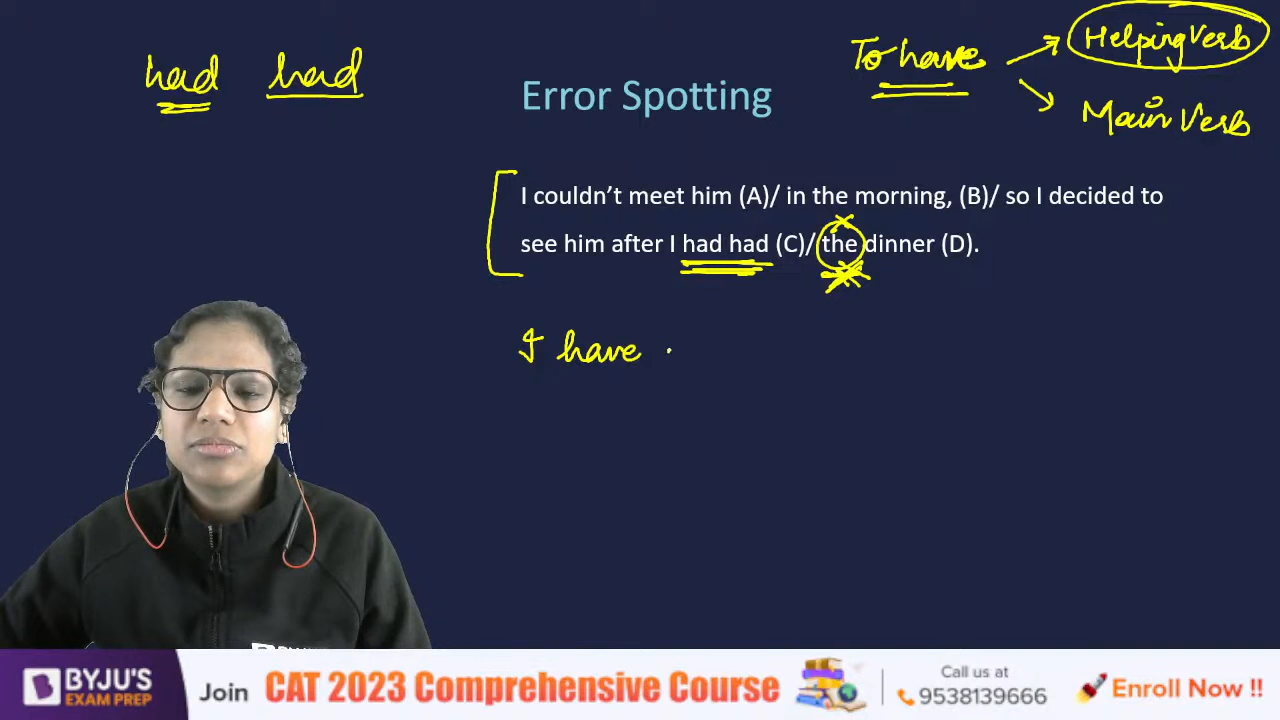 had had
To have
Helping Verb
Main Verb
Error Spotting
I couldn't meet him (A)/ in the morning, (B)/ so I decided to
see him after I had had (C)/ the dinner (D).
I have
BYJU'S
EXAM PREP
Join CAT 2023 Comprehensive Course
Call us at
9538139666
Enroll Now !!